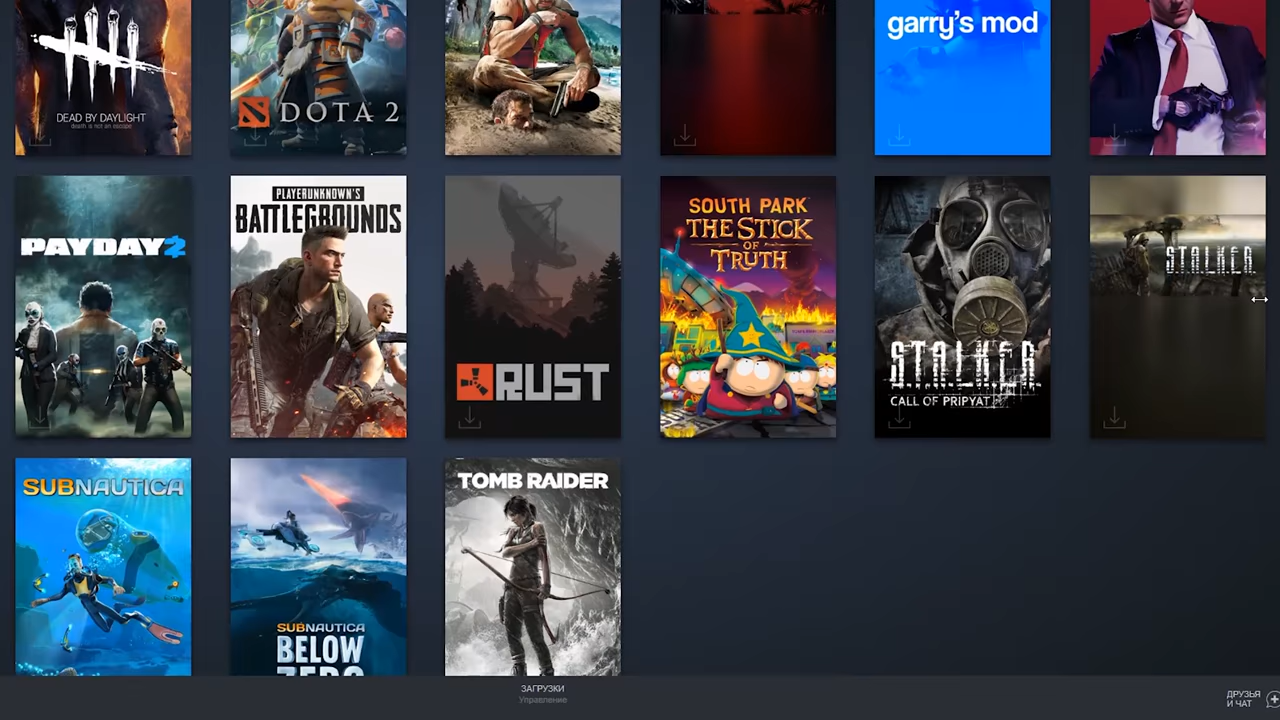 garry's mod
DEAD BY DAYLIGHT
death is not an escape
DOTA 2
PAYDAY 2
PLAYERUNKNOWN'S
BATTLEGROUNDS
RUST
SOUTH PARK
THE STICK
OF
TRUTH
S.T.A.L.K.E.R.
CALL OF PRIPYAT
S.T.A.L.K.E.R.
SUBNAUTICA
SUBNAUTICA
BELOW
ZERO
TOMB RAIDER
ЗАГРУЗКИ
Управление
ДРУЗЬЯ
И ЧАТ